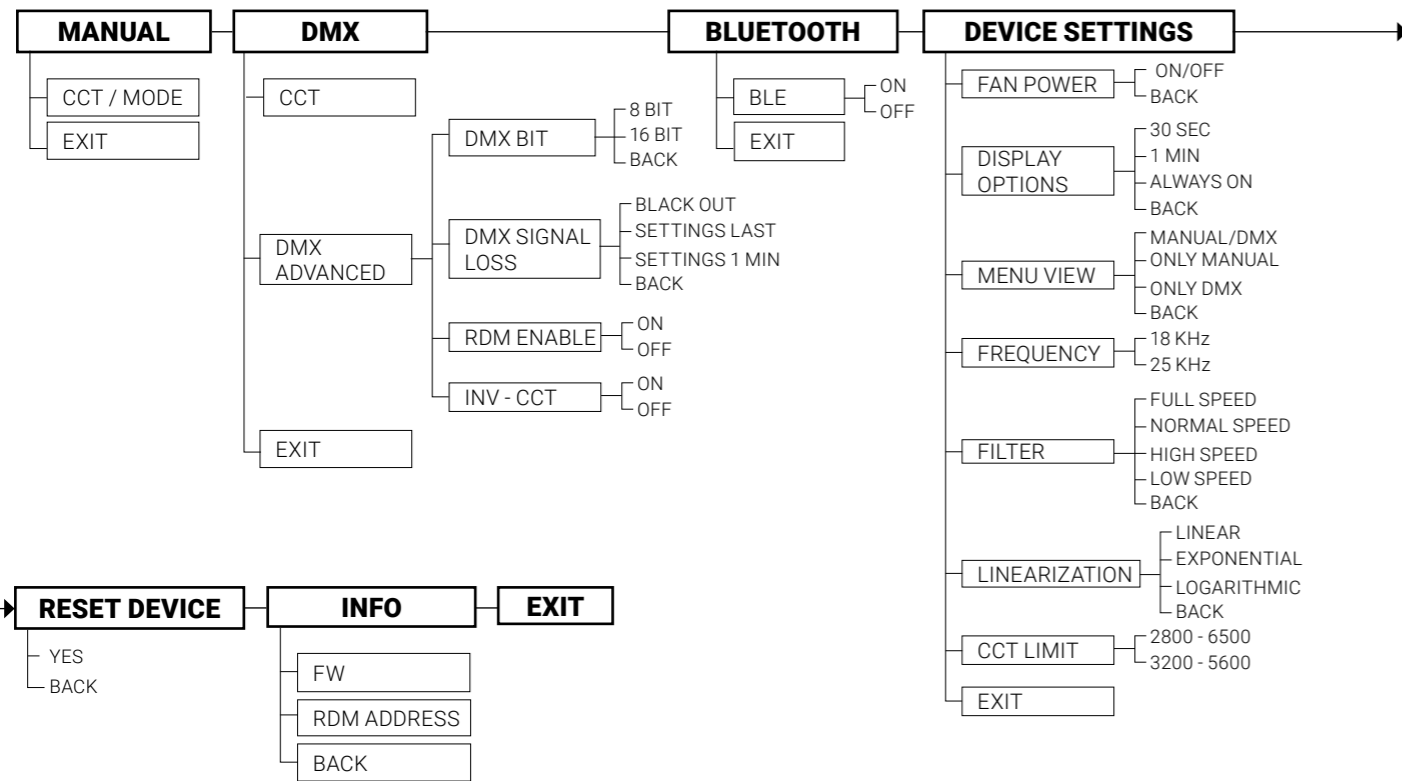 MANUAL
CCT / MODE
EXIT
DMX
CCT
DMX
ADVANCED
DMX BIT
8 BIT
16 BIT
BACK
DMX SIGNAL
LOSS
BLACK OUT
SETTINGS LAST
SETTINGS 1 MIN
BACK
RDM ENABLE
ON
OFF
INV - CCT
ON
OFF
EXIT
BLUETOOTH
BLE
ON
OFF
EXIT
DEVICE SETTINGS
FAN POWER
ON/OFF
BACK
DISPLAY
OPTIONS
30 SEC
1 MIN
ALWAYS ON
BACK
MENU VIEW
MANUAL/DMX
ONLY MANUAL
ONLY DMX
BACK
FREQUENCY
18 KHz
25 KHz
FILTER
FULL SPEED
NORMAL SPEED
HIGH SPEED
LOW SPEED
BACK
LINEARIZATION
LINEAR
EXPONENTIAL
LOGARITHMIC
BACK
CCT LIMIT
2800 - 6500
3200 - 5600
EXIT
RESET DEVICE
YES
BACK
INFO
FW
RDM ADDRESS
BACK
EXIT